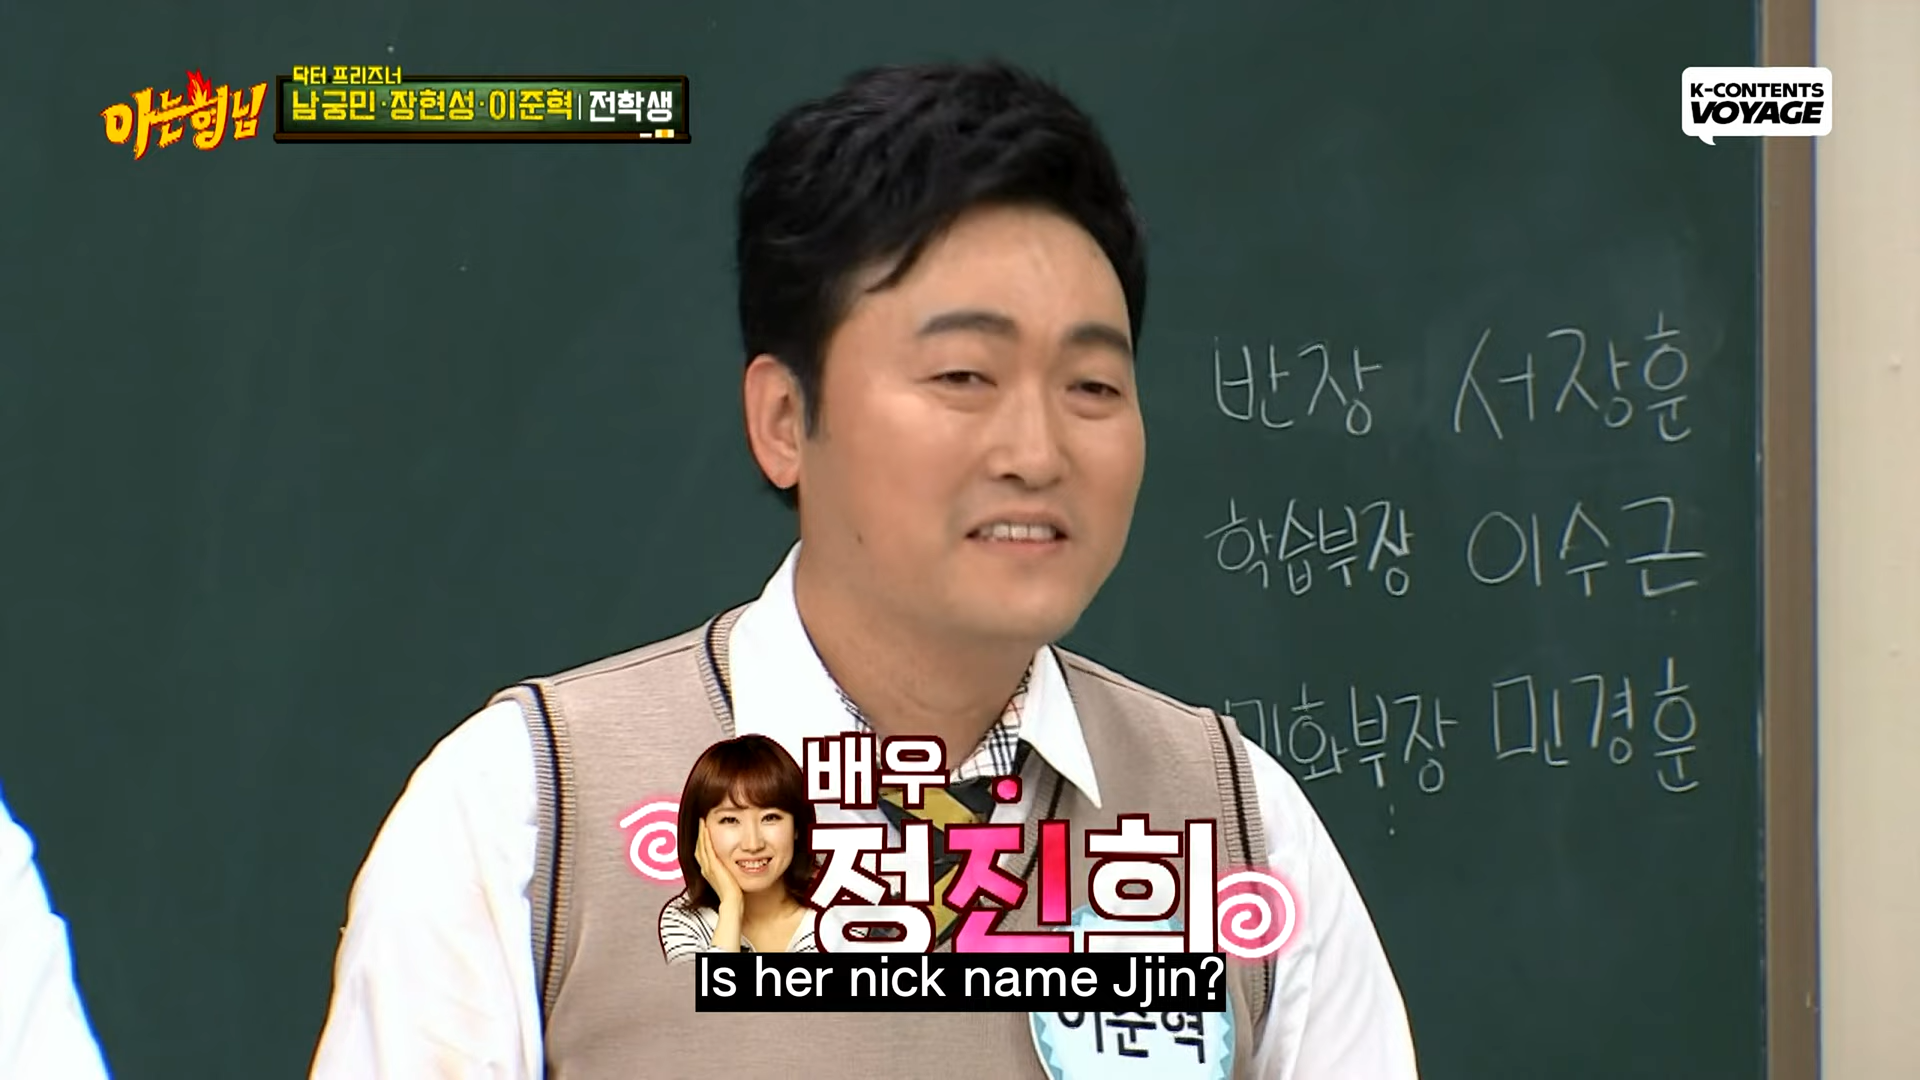 아는형님
닥터 프리즈너
남궁민·장현성·이준혁 | 전학생
K-CONTENTS
VOYAGE
반장 서장훈
학습부장 이수근
미화부장 민경훈
배우
정진희
Is her nick name Jjin?
이준혁